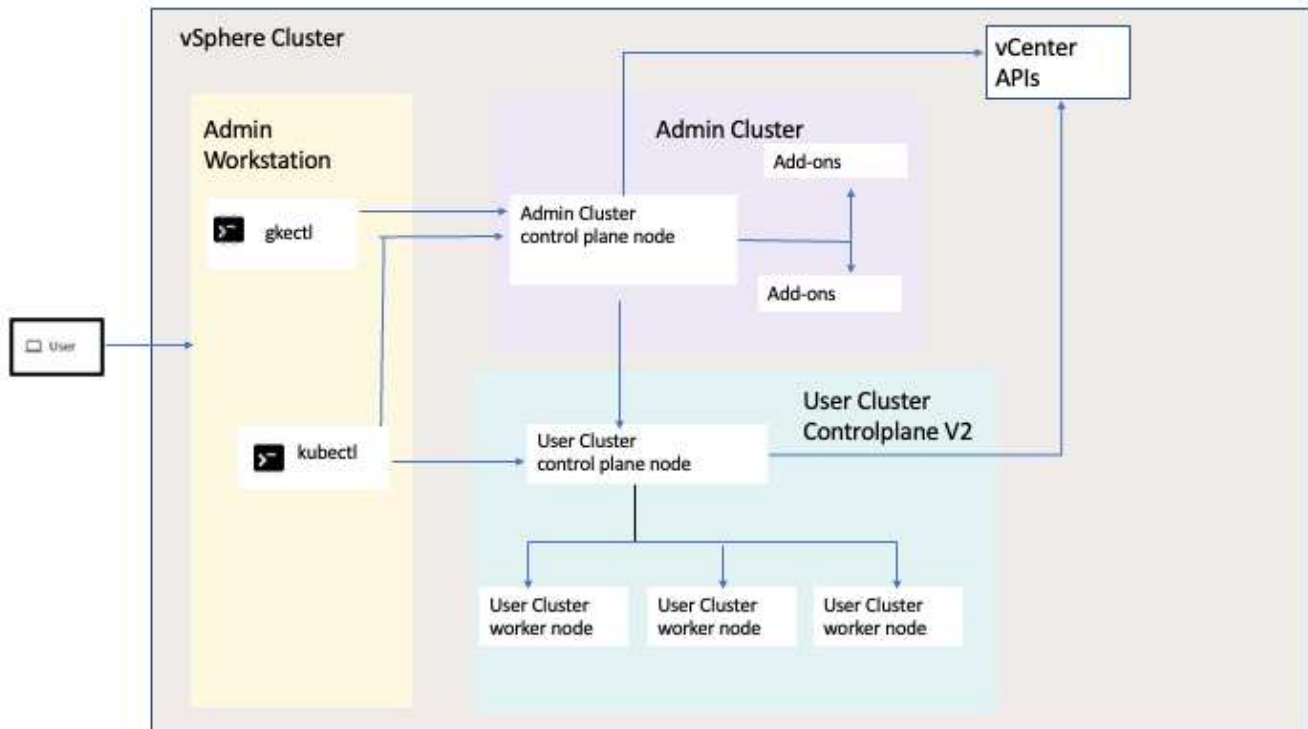 vSphere Cluster
vCenter
APIs
Admin
Workstation
Admin Cluster
Add-ons
gkectl
Admin Cluster
control plane node
Add-ons
User
kubectl
User Cluster
Controlplane V2
User Cluster
control plane node
User Cluster
worker node
User Cluster
worker node
User Cluster
worker node